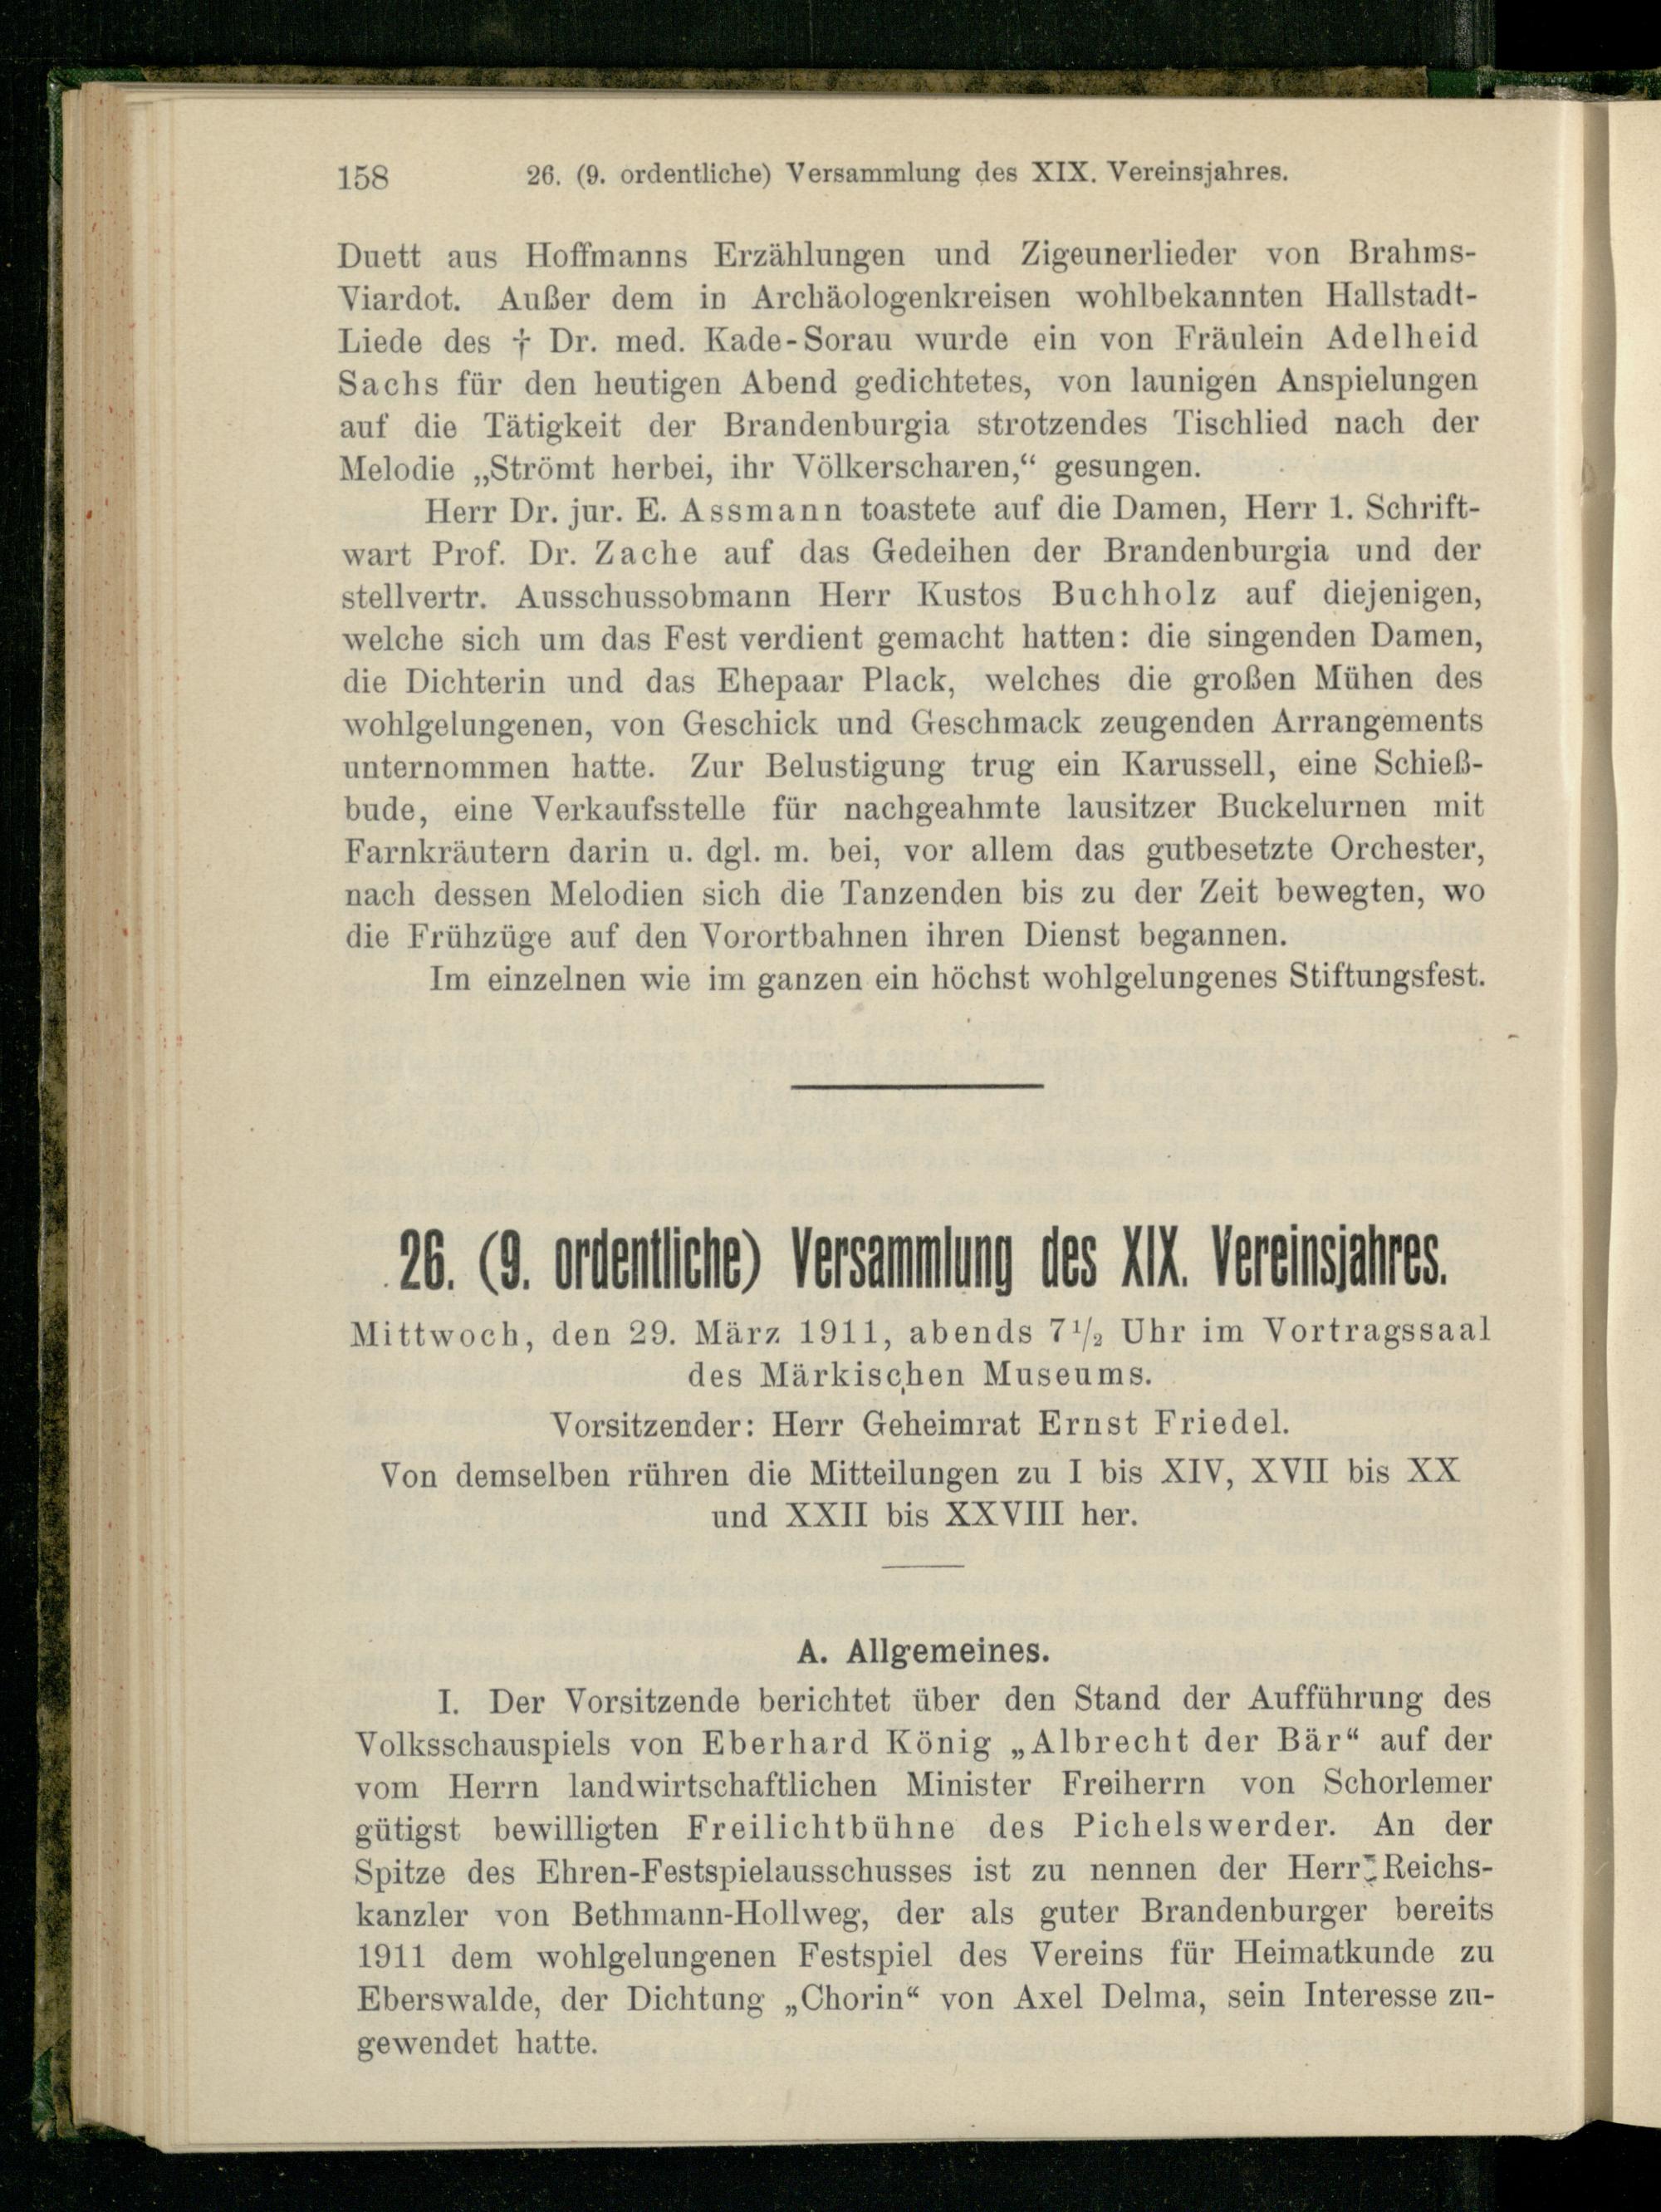 158 26. (9. ordentliche) Versammlung des XIX. Vereinsjahres.
Duett aus Hoffmanns Erzählungen und Zigeunerlieder von Brahms-
Viardot. Außer dem in Archäologenkreisen wohlbekannten Hallstadt-
Liede des † Dr. med. Kade-Sorau wurde ein von Fräulein Adelheid
Sachs für den heutigen Abend gedichtetes, von launigen Anspielungen
auf die Tätigkeit der Brandenburgia strotzendes Tischlied nach der
Melodie „Strömt herbei, ihr Völkerscharen,“ gesungen.
Herr Dr. jur. E. Assmann toastete auf die Damen, Herr 1. Schrift-
wart Prof. Dr. Zache auf das Gedeihen der Brandenburgia und der
stellvertr. Ausschussobmann Herr Kustos Buchholz auf diejenigen,
welche sich um das Fest verdient gemacht hatten: die singenden Damen,
die Dichterin und das Ehepaar Plack, welches die großen Mühen des
wohlgelungenen, von Geschick und Geschmack zeugenden Arrangements
unternommen hatte. Zur Belustigung trug ein Karussell, eine Schieß-
bude, eine Verkaufsstelle für nachgeahmte lausitzer Buckelurnen mit
Farnkräutern darin u. dgl. m. bei, vor allem das gutbesetzte Orchester,
nach dessen Melodien sich die Tanzenden bis zu der Zeit bewegten, wo
die Frühzüge auf den Vorortbahnen ihren Dienst begannen.
Im einzelnen wie im ganzen ein höchst wohlgelungenes Stiftungsfest.
26. (9. ordentliche) Versammlung des XIX. Vereinsjahres.
Mittwoch, den 29. März 1911, abends 7½ Uhr im Vortragssaal
des Märkischen Museums.
Vorsitzender: Herr Geheimrat Ernst Friedel.
Von demselben rühren die Mitteilungen zu I bis XIV, XVII bis XX
und XXII bis XXVIII her.
A. Allgemeines.
I. Der Vorsitzende berichtet über den Stand der Aufführung des
Volksschauspiels von Eberhard König „Albrecht der Bär“ auf der
vom Herrn landwirtschaftlichen Minister Freiherrn von Schorlemer
gütigst bewilligten Freilichtbühne des Pichelswerder. An der
Spitze des Ehren-Festspielausschusses ist zu nennen der Herr Reichs-
kanzler von Bethmann-Hollweg, der als guter Brandenburger bereits
1911 dem wohlgelungenen Festspiel des Vereins für Heimatkunde zu
Eberswalde, der Dichtung „Chorin“ von Axel Delma, sein Interesse zu-
gewendet hatte.